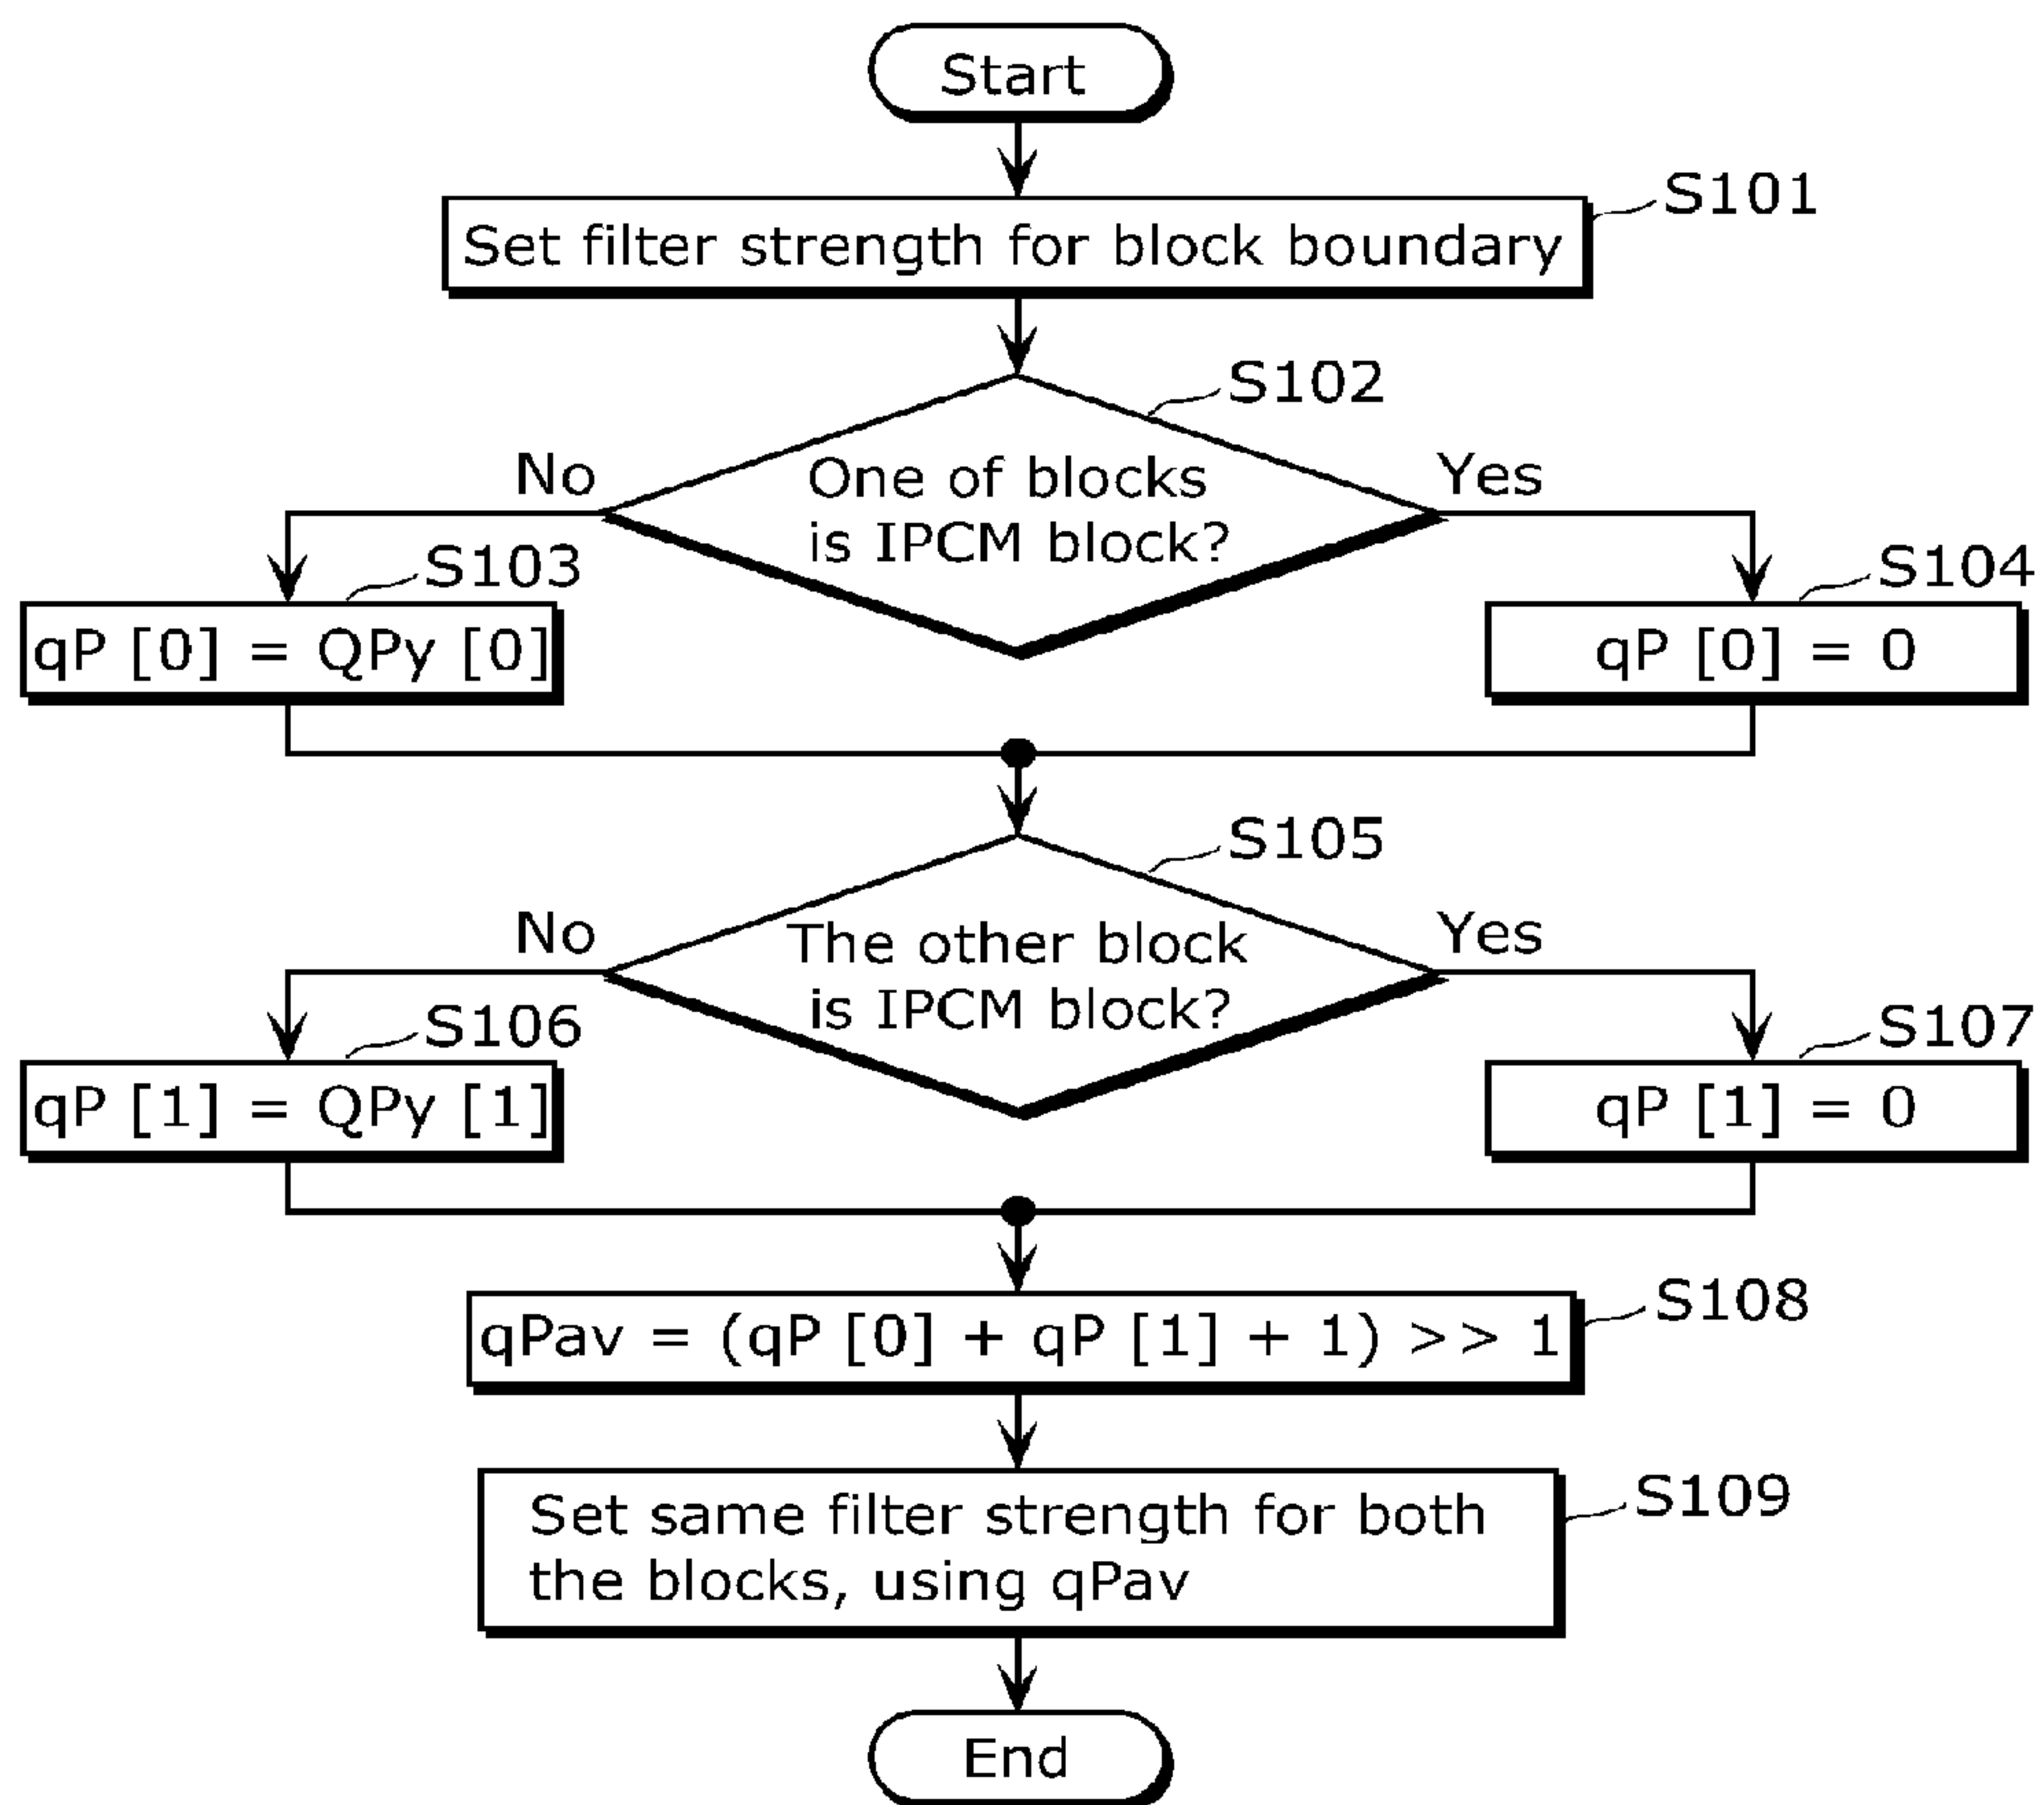 Start
S101
Set filter strength for block boundary
S102
No
One of blocks
is IPCM block?
Yes
S103
S104
qP [0] = QPy [0]
qP [0] = 0
S105
No
The other block
is IPCM block?
Yes
S106
S107
qP [1] = QPy [1]
qP [1] = 0
S108
qPav = (qP [0] + qP [1] + 1) >> 1
S109
Set same filter strength for both
the blocks, using qPav
End